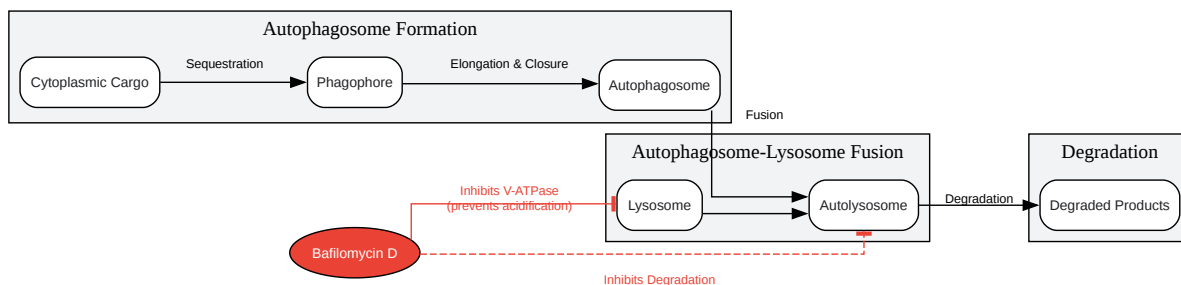 Autophagosome Formation
Cytoplasmic Cargo
Sequestration
Phagophore
Elongation & Closure
Autophagosome
Fusion
Autophagosome-Lysosome Fusion
Degradation
Inhibits V-ATPase
(prevents acidification)
Lysosome
Autolysosome
Degradation
Degraded Products
Bafilomycin D
Inhibits Degradation